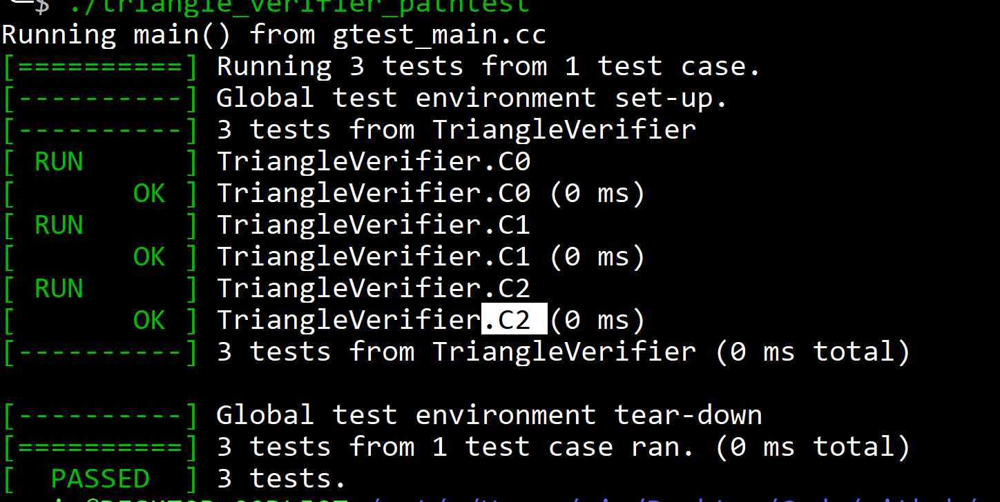 $ ./triangle_verifier_pathtest
Running main() from gtest_main.cc
[==========] Running 3 tests from 1 test case.
[----------] Global test environment set-up.
[----------] 3 tests from TriangleVerifier
[ RUN      ] TriangleVerifier.C0
[       OK ] TriangleVerifier.C0 (0 ms)
[ RUN      ] TriangleVerifier.C1
[       OK ] TriangleVerifier.C1 (0 ms)
[ RUN      ] TriangleVerifier.C2
[       OK ] TriangleVerifier.C2 (0 ms)
[----------] 3 tests from TriangleVerifier (0 ms total)
[----------] Global test environment tear-down
[==========] 3 tests from 1 test case ran. (0 ms total)
[  PASSED  ] 3 tests.